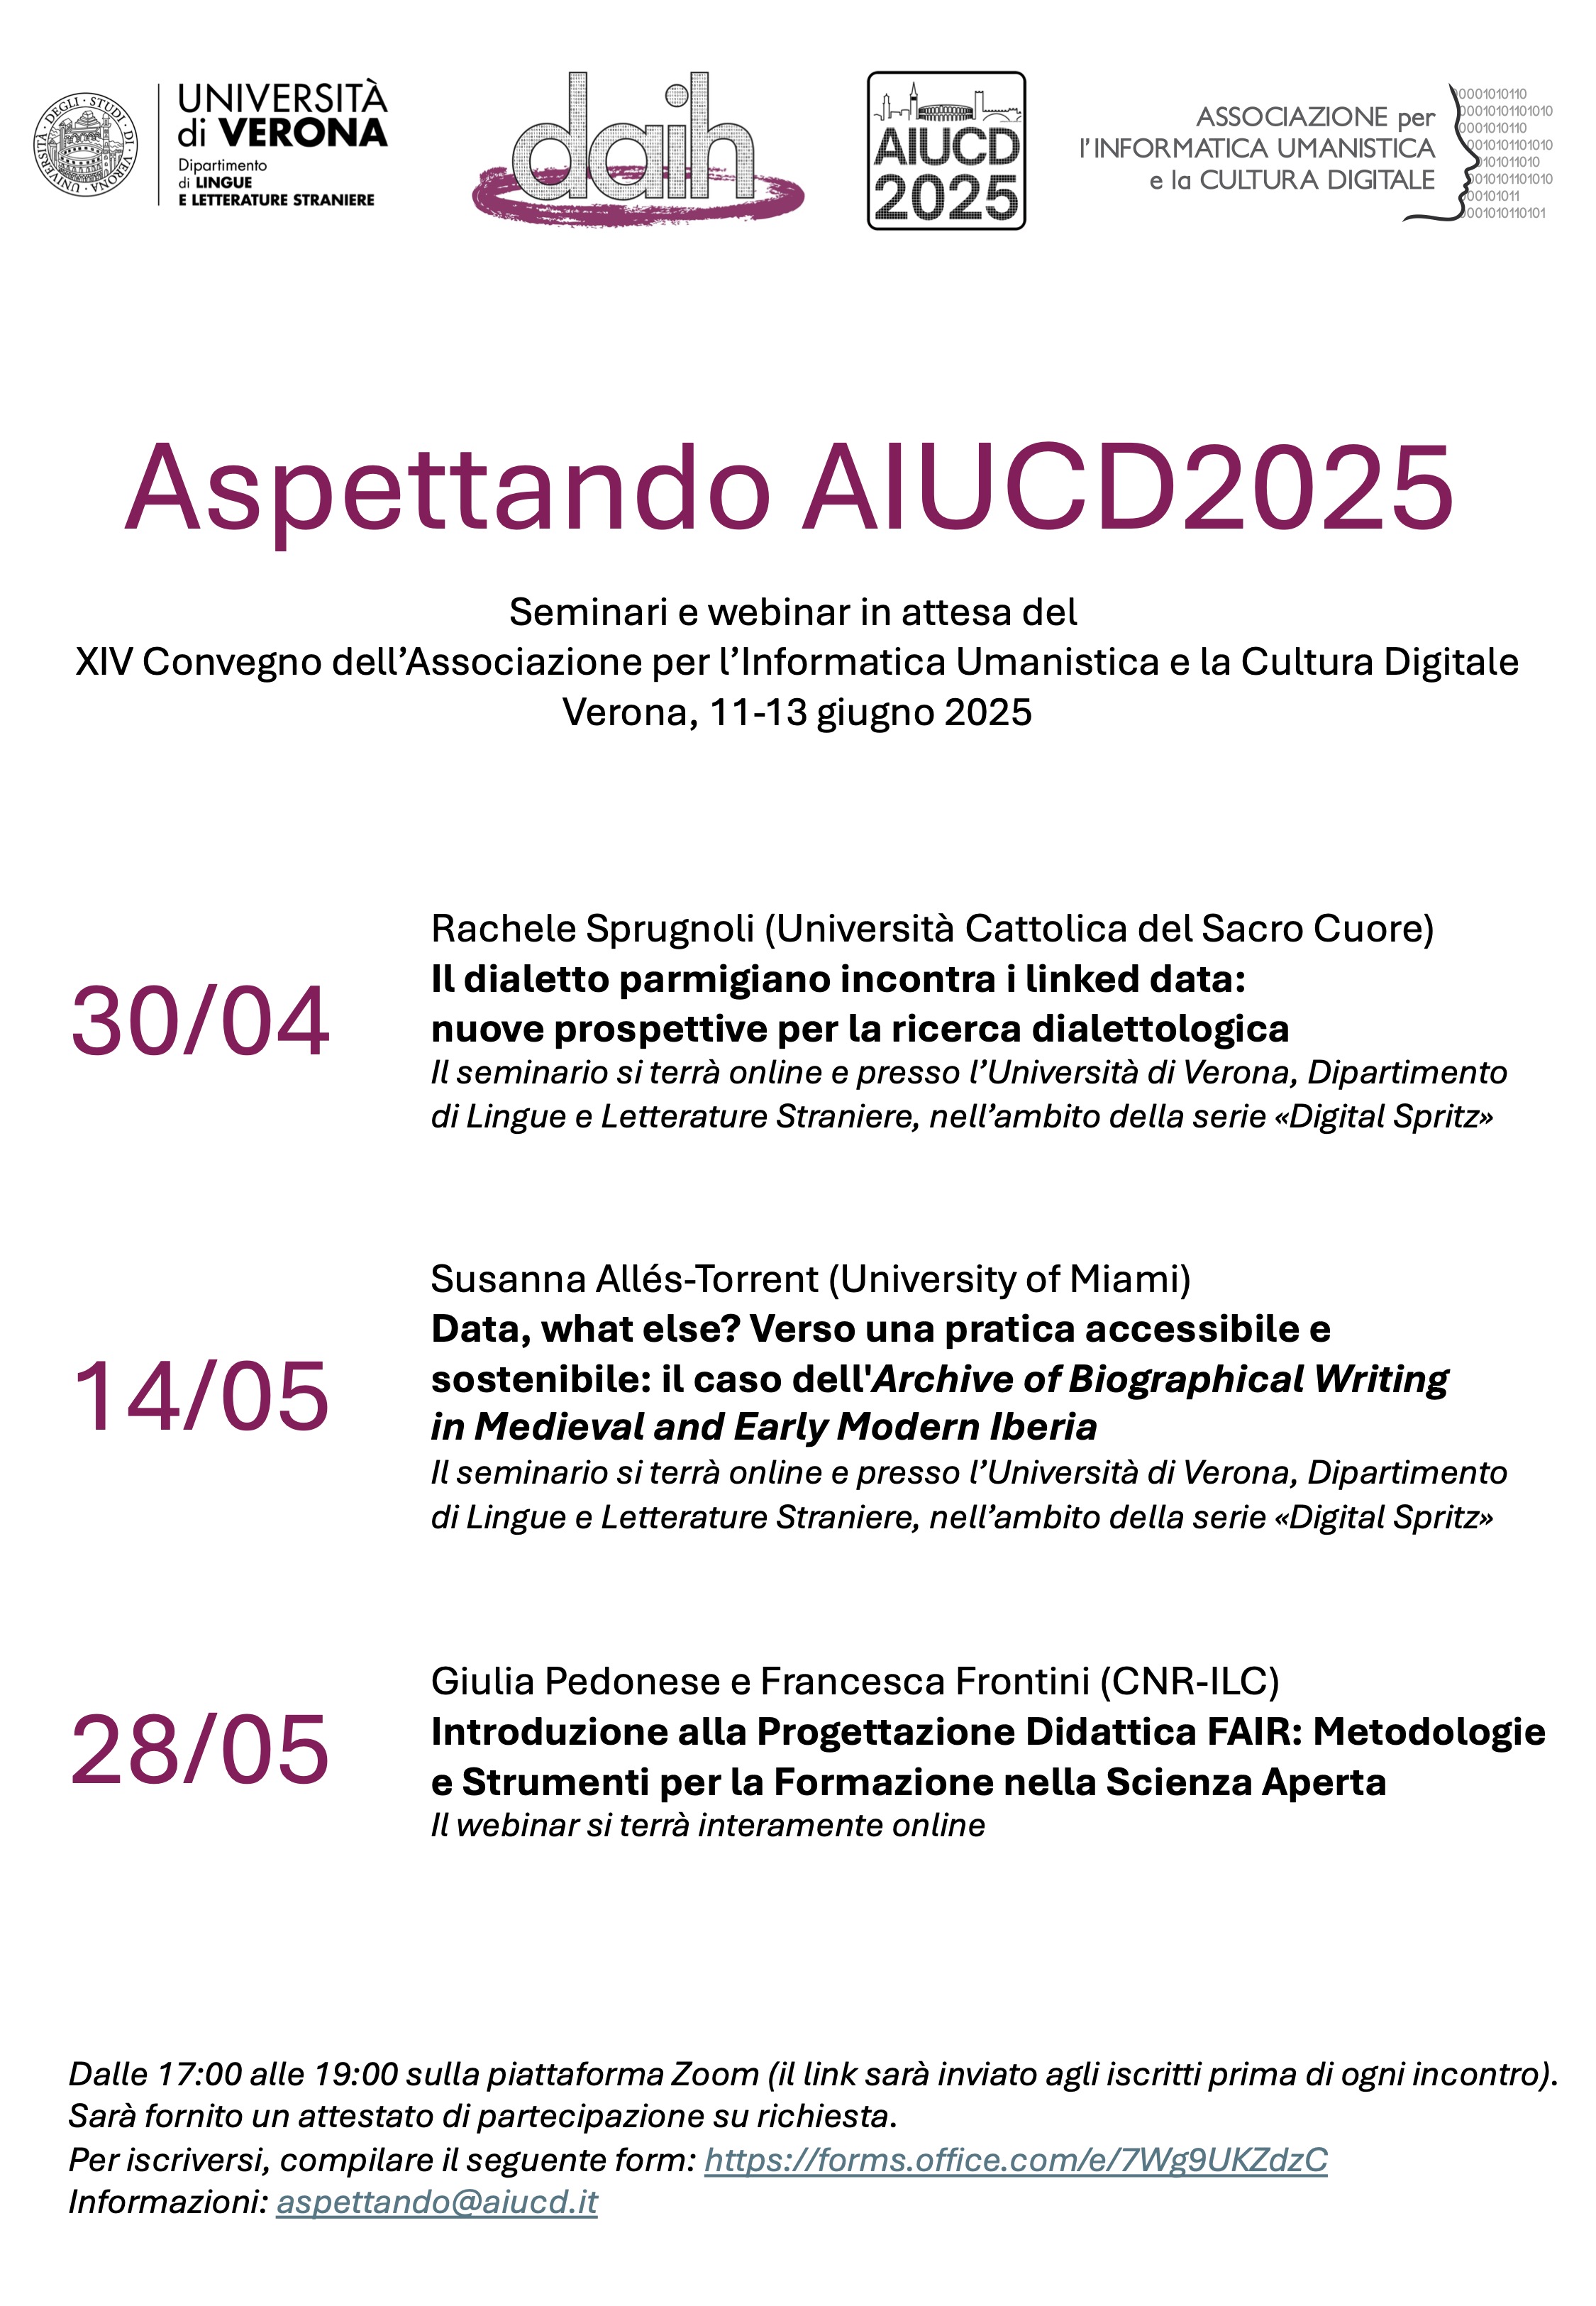 UNIVERSITÀ · DEGLI · STUDI · DI · VERONA ·
UNIVERSITÀ
di VERONA
Dipartimento
di LINGUE
E LETTERATURE STRANIERE
daih
AIUCD
2025
ASSOCIAZIONE per
l'INFORMATICA UMANISTICA
e la CULTURA DIGITALE
Aspettando AIUCD2025
Seminari e webinar in attesa del
XIV Convegno dell’Associazione per l’Informatica Umanistica e la Cultura Digitale
Verona, 11-13 giugno 2025
30/04
Rachele Sprugnoli (Università Cattolica del Sacro Cuore)
Il dialetto parmigiano incontra i linked data:
nuove prospettive per la ricerca dialettologica
Il seminario si terrà online e presso l’Università di Verona, Dipartimento
di Lingue e Letterature Straniere, nell’ambito della serie «Digital Spritz»
14/05
Susanna Allés-Torrent (University of Miami)
Data, what else? Verso una pratica accessibile e
sostenibile: il caso dell'Archive of Biographical Writing
in Medieval and Early Modern Iberia
Il seminario si terrà online e presso l’Università di Verona, Dipartimento
di Lingue e Letterature Straniere, nell’ambito della serie «Digital Spritz»
28/05
Giulia Pedonese e Francesca Frontini (CNR-ILC)
Introduzione alla Progettazione Didattica FAIR: Metodologie
e Strumenti per la Formazione nella Scienza Aperta
Il webinar si terrà interamente online
Dalle 17:00 alle 19:00 sulla piattaforma Zoom (il link sarà inviato agli iscritti prima di ogni incontro).
Sarà fornito un attestato di partecipazione su richiesta.
Per iscriversi, compilare il seguente form: https://forms.office.com/e/7Wg9UKZdzC
Informazioni: aspettando@aiucd.it